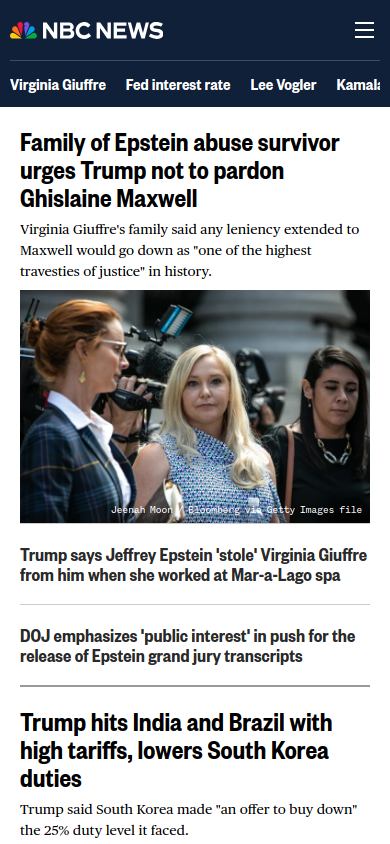 NBC NEWS
Virginia Giuffre Fed interest rate Lee Vogler Kamala
Family of Epstein abuse survivor
urges Trump not to pardon
Ghislaine Maxwell
Virginia Giuffre's family said any leniency extended to
Maxwell would go down as "one of the highest
travesties of justice" in history.
Jeenah Moon / Bloomberg via Getty Images file
Trump says Jeffrey Epstein 'stole' Virginia Giuffre
from him when she worked at Mar-a-Lago spa
DOJ emphasizes 'public interest' in push for the
release of Epstein grand jury transcripts
Trump hits India and Brazil with
high tariffs, lowers South Korea
duties
Trump said South Korea made "an offer to buy down"
the 25% duty level it faced.